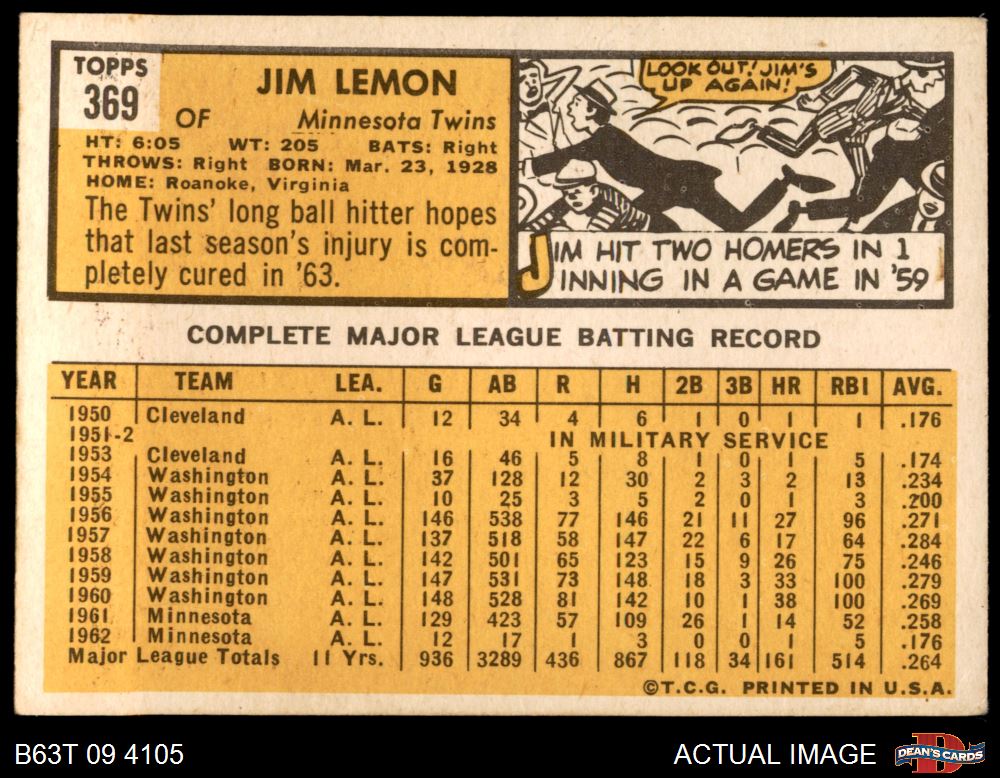 TOPPS
369
JIM LEMON
OF Minnesota Twins
HT: 6:05 WT: 205 BATS: Right
THROWS: Right BORN: Mar. 23, 1928
HOME: Roanoke, Virginia
The Twins' long ball hitter hopes
that last season's injury is com-
pletely cured in '63.
LOOK OUT! JIM'S
UP AGAIN!
JIM HIT TWO HOMERS IN 1
INNING IN A GAME IN '59
COMPLETE MAJOR LEAGUE BATTING RECORD
YEAR TEAM LEA. G AB R H 2B 3B HR RBI AVG.
1950 Cleveland A. L. 12 34 4 6 1 0 1 1 .176
1951-2 IN MILITARY SERVICE
1953 Cleveland A. L. 16 46 5 8 1 0 1 5 .174
1954 Washington A. L. 37 128 12 30 2 3 2 13 .234
1955 Washington A. L. 10 25 3 5 2 0 1 3 .200
1956 Washington A. L. 146 538 77 146 21 11 27 96 .271
1957 Washington A. L. 137 518 58 147 22 6 17 64 .284
1958 Washington A. L. 142 501 65 123 15 9 26 75 .246
1959 Washington A. L. 147 531 73 148 18 3 33 100 .279
1960 Washington A. L. 148 528 81 142 10 1 38 100 .269
1961 Minnesota A. L. 129 423 57 109 26 1 14 52 .258
1962 Minnesota A. L. 12 17 1 3 0 0 1 5 .176
Major League Totals 11 Yrs. 936 3289 436 867 118 34 161 514 .264
©T.C.G. PRINTED IN U.S.A.
B63T 09 4105
ACTUAL IMAGE
D
DEAN'S CARDS